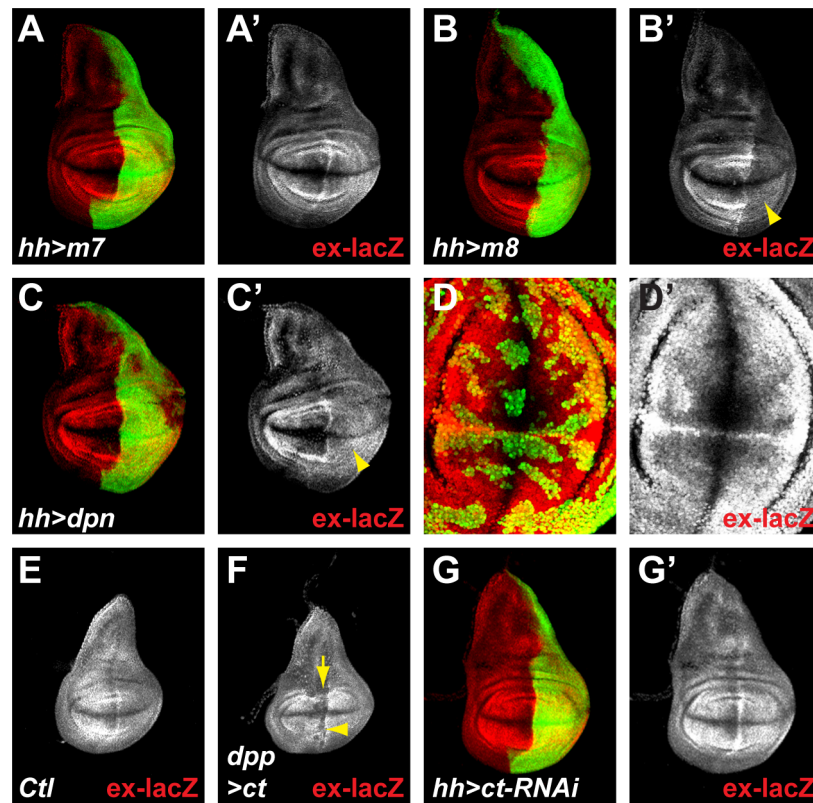 A A’ B B’
hh>m7 ex-lacZ hh>m8 ex-lacZ
C C’ D D’
hh>dpn ex-lacZ ex-lacZ
E F G G’
dpp
Ctl ex-lacZ >ct ex-lacZ hh>ct-RNAi ex-lacZ